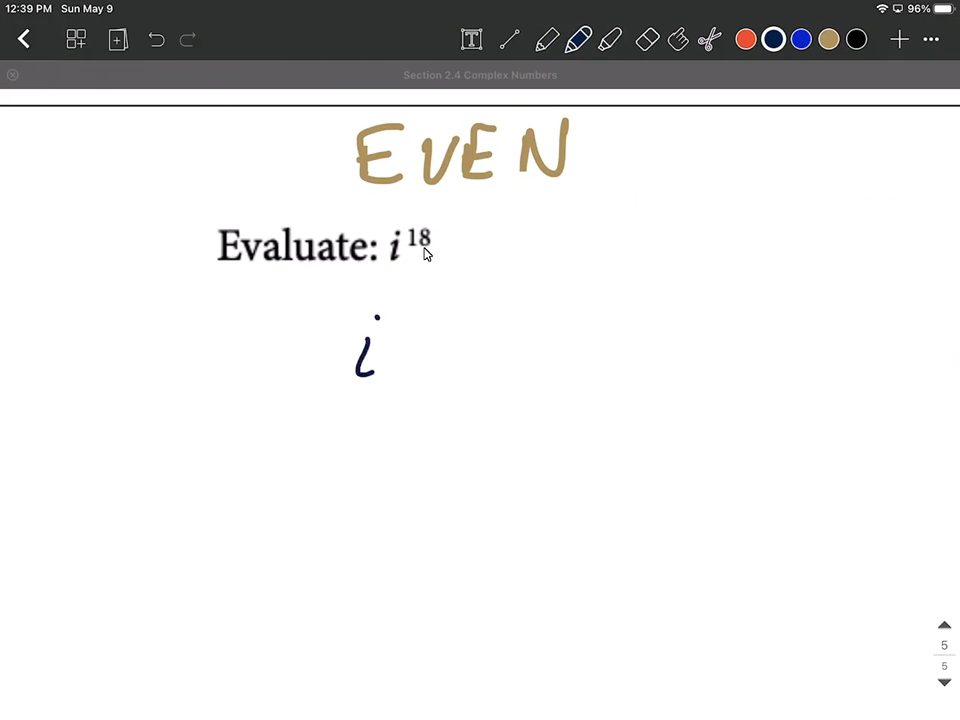 12:39 PM Sun May 9 96%
T
Section 2.4 Complex Numbers
EVEN
Evaluate: i^18
i
5
5